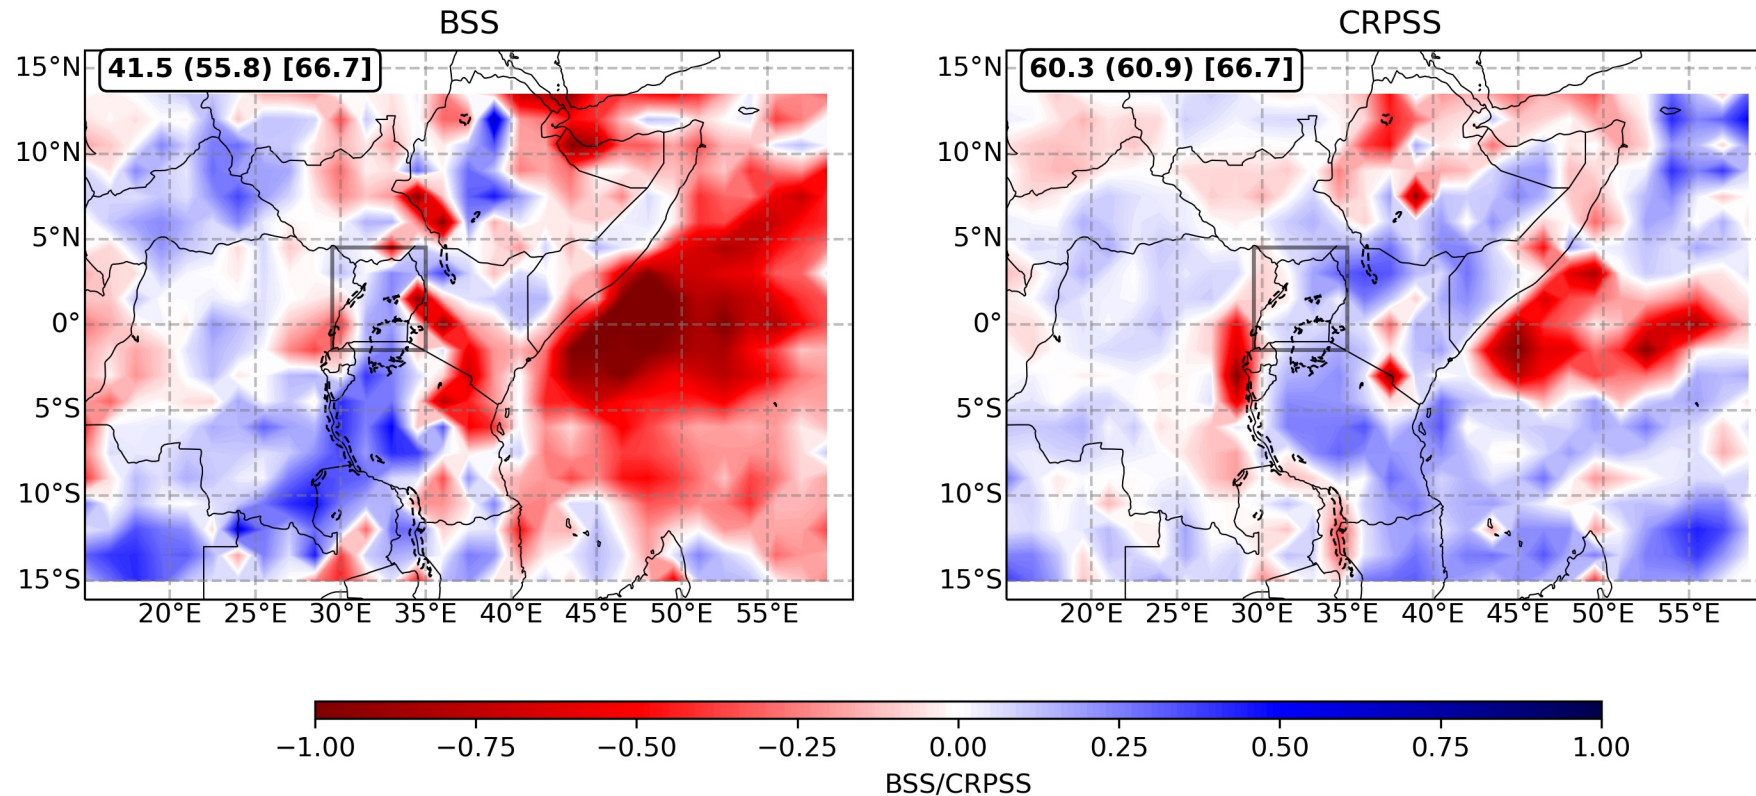 BSS
CRPSS
41.5 (55.8) [66.7]
60.3 (60.9) [66.7]
15°N
10°N
5°N
0°
5°S
10°S
15°S
20°E 25°E 30°E 35°E 40°E 45°E 50°E 55°E
15°N
10°N
5°N
0°
5°S
10°S
15°S
20°E 25°E 30°E 35°E 40°E 45°E 50°E 55°E
−1.00 −0.75 −0.50 −0.25 0.00 0.25 0.50 0.75 1.00
BSS/CRPSS